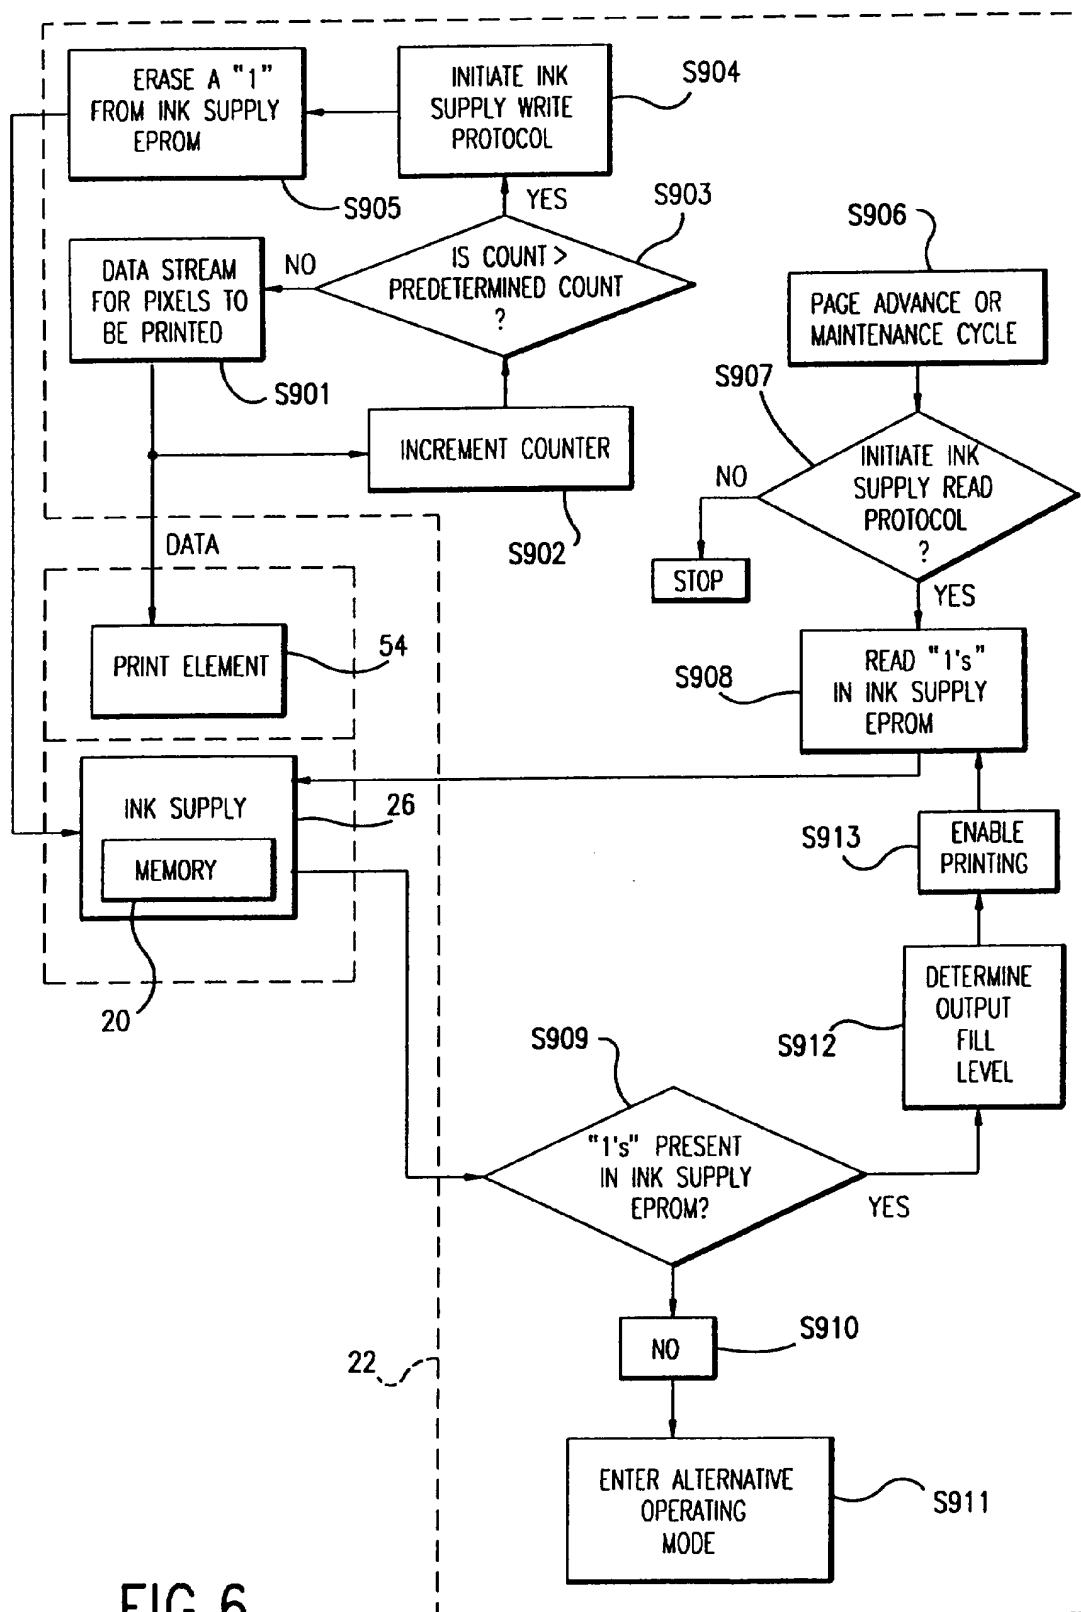 ERASE A "1"
FROM INK SUPPLY
EPROM
S905
INITIATE INK
SUPPLY WRITE
PROTOCOL
S904
YES
IS COUNT >
PREDETERMINED COUNT
?
S903
NO
DATA STREAM
FOR PIXELS TO
BE PRINTED
S901
INCREMENT COUNTER
S902
S906
PAGE ADVANCE OR
MAINTENANCE CYCLE
S907
INITIATE INK
SUPPLY READ
PROTOCOL
?
NO
STOP
YES
DATA
PRINT ELEMENT
54
S908
READ "1's"
IN INK SUPPLY
EPROM
INK SUPPLY
26
MEMORY
20
S913
ENABLE
PRINTING
S912
DETERMINE
OUTPUT
FILL
LEVEL
S909
"1's" PRESENT
IN INK SUPPLY
EPROM?
YES
NO
S910
22
ENTER ALTERNATIVE
OPERATING
MODE
S911
FIG. 6